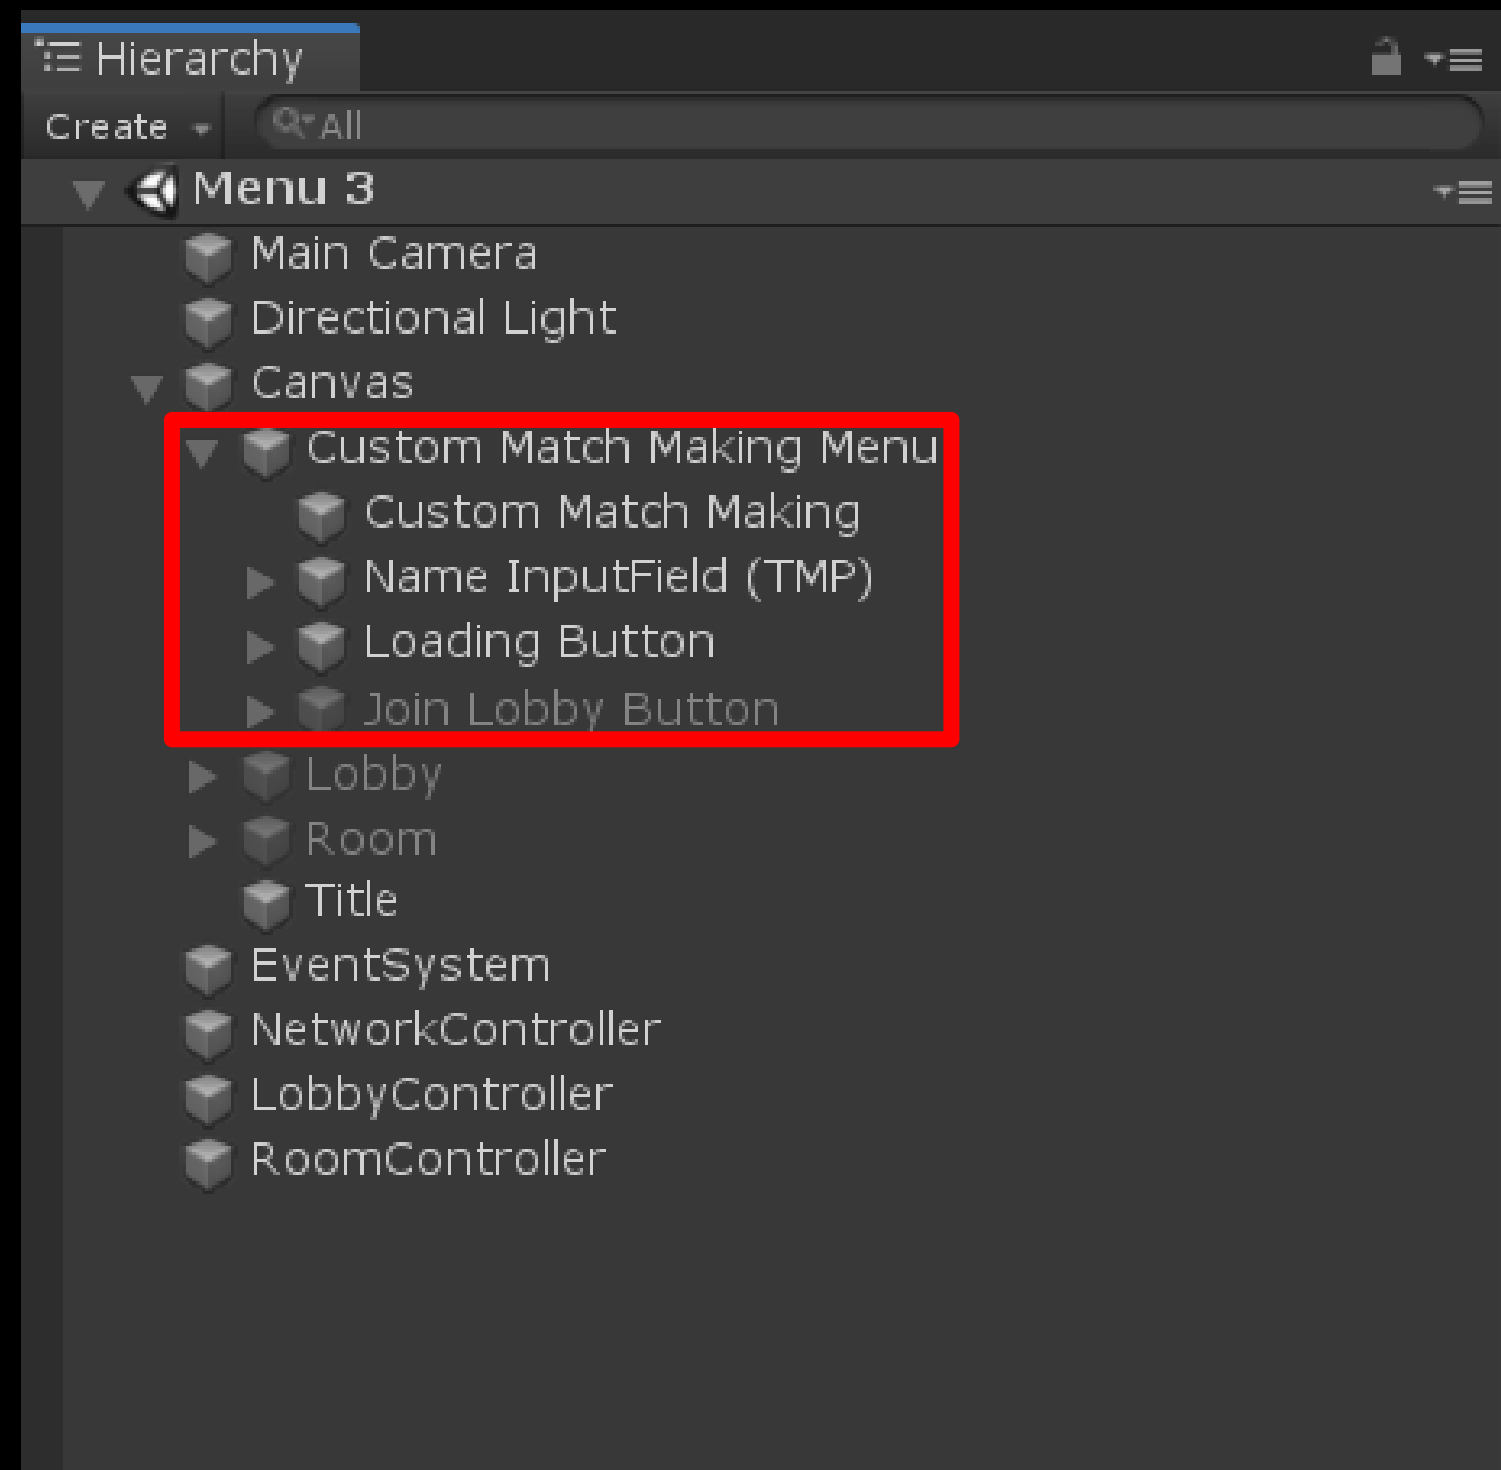 Hierarchy
Create
All
Menu 3
Main Camera
Directional Light
Canvas
Custom Match Making Menu
Custom Match Making
Name InputField (TMP)
Loading Button
Join Lobby Button
Lobby
Room
Title
EventSystem
NetworkController
LobbyController
RoomController